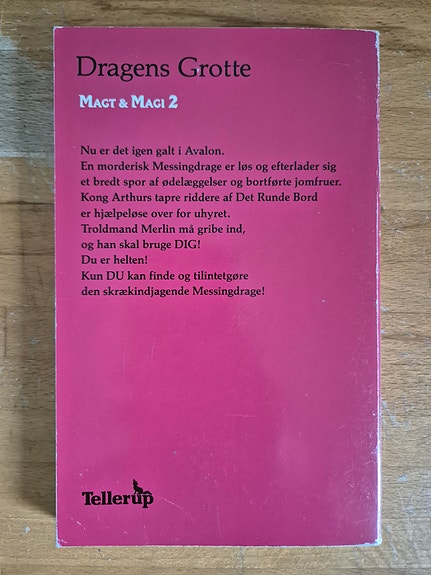 Dragens Grotte
MAGT & MAGI 2
Nu er det igen galt i Avalon.
En morderisk Messingdrage er løs og efterlader sig
et bredt spor af ødelæggelser og bortførte jomfruer.
Kong Arthurs tapre riddere af Det Runde Bord
er hjælpeløse over for uhyret.
Troldmand Merlin må gribe ind,
og han skal bruge DIG!
Du er helten!
Kun DU kan finde og tilintetgøre
den skrækindjagende Messingdrage!
Tellerup